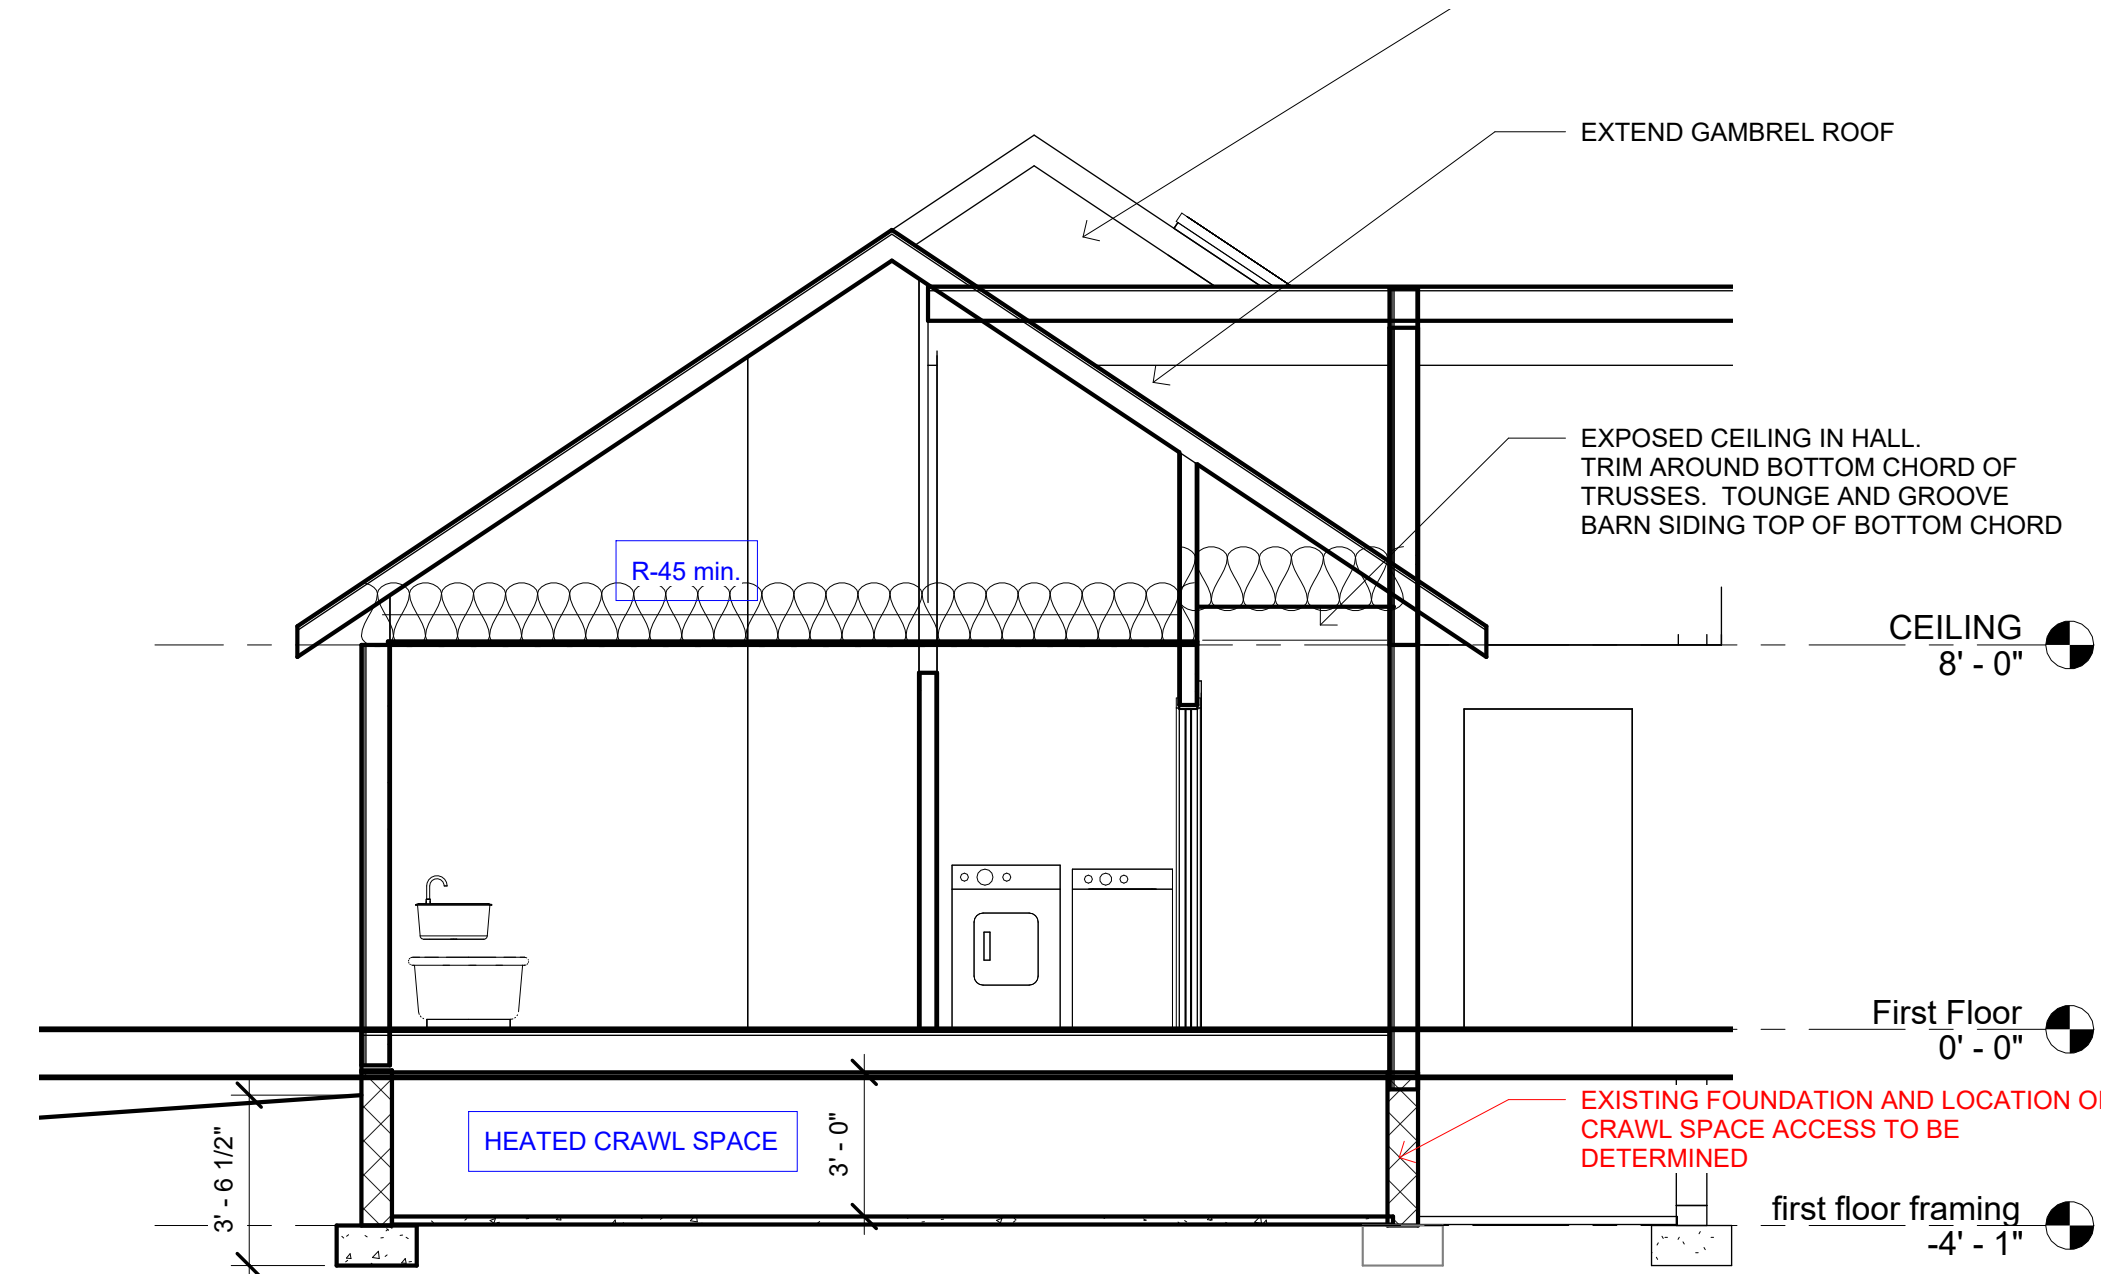 EXTEND GAMBREL ROOF
EXPOSED CEILING IN HALL.
TRIM AROUND BOTTOM CHORD OF
TRUSSES. TOUNGE AND GROOVE
BARN SIDING TOP OF BOTTOM CHORD
R-45 min.
CEILING
8' - 0"
First Floor
0' - 0"
EXISTING FOUNDATION AND LOCATION OF
CRAWL SPACE ACCESS TO BE
DETERMINED
HEATED CRAWL SPACE
3' - 0"
3' - 6 1/2"
first floor framing
-4' - 1"